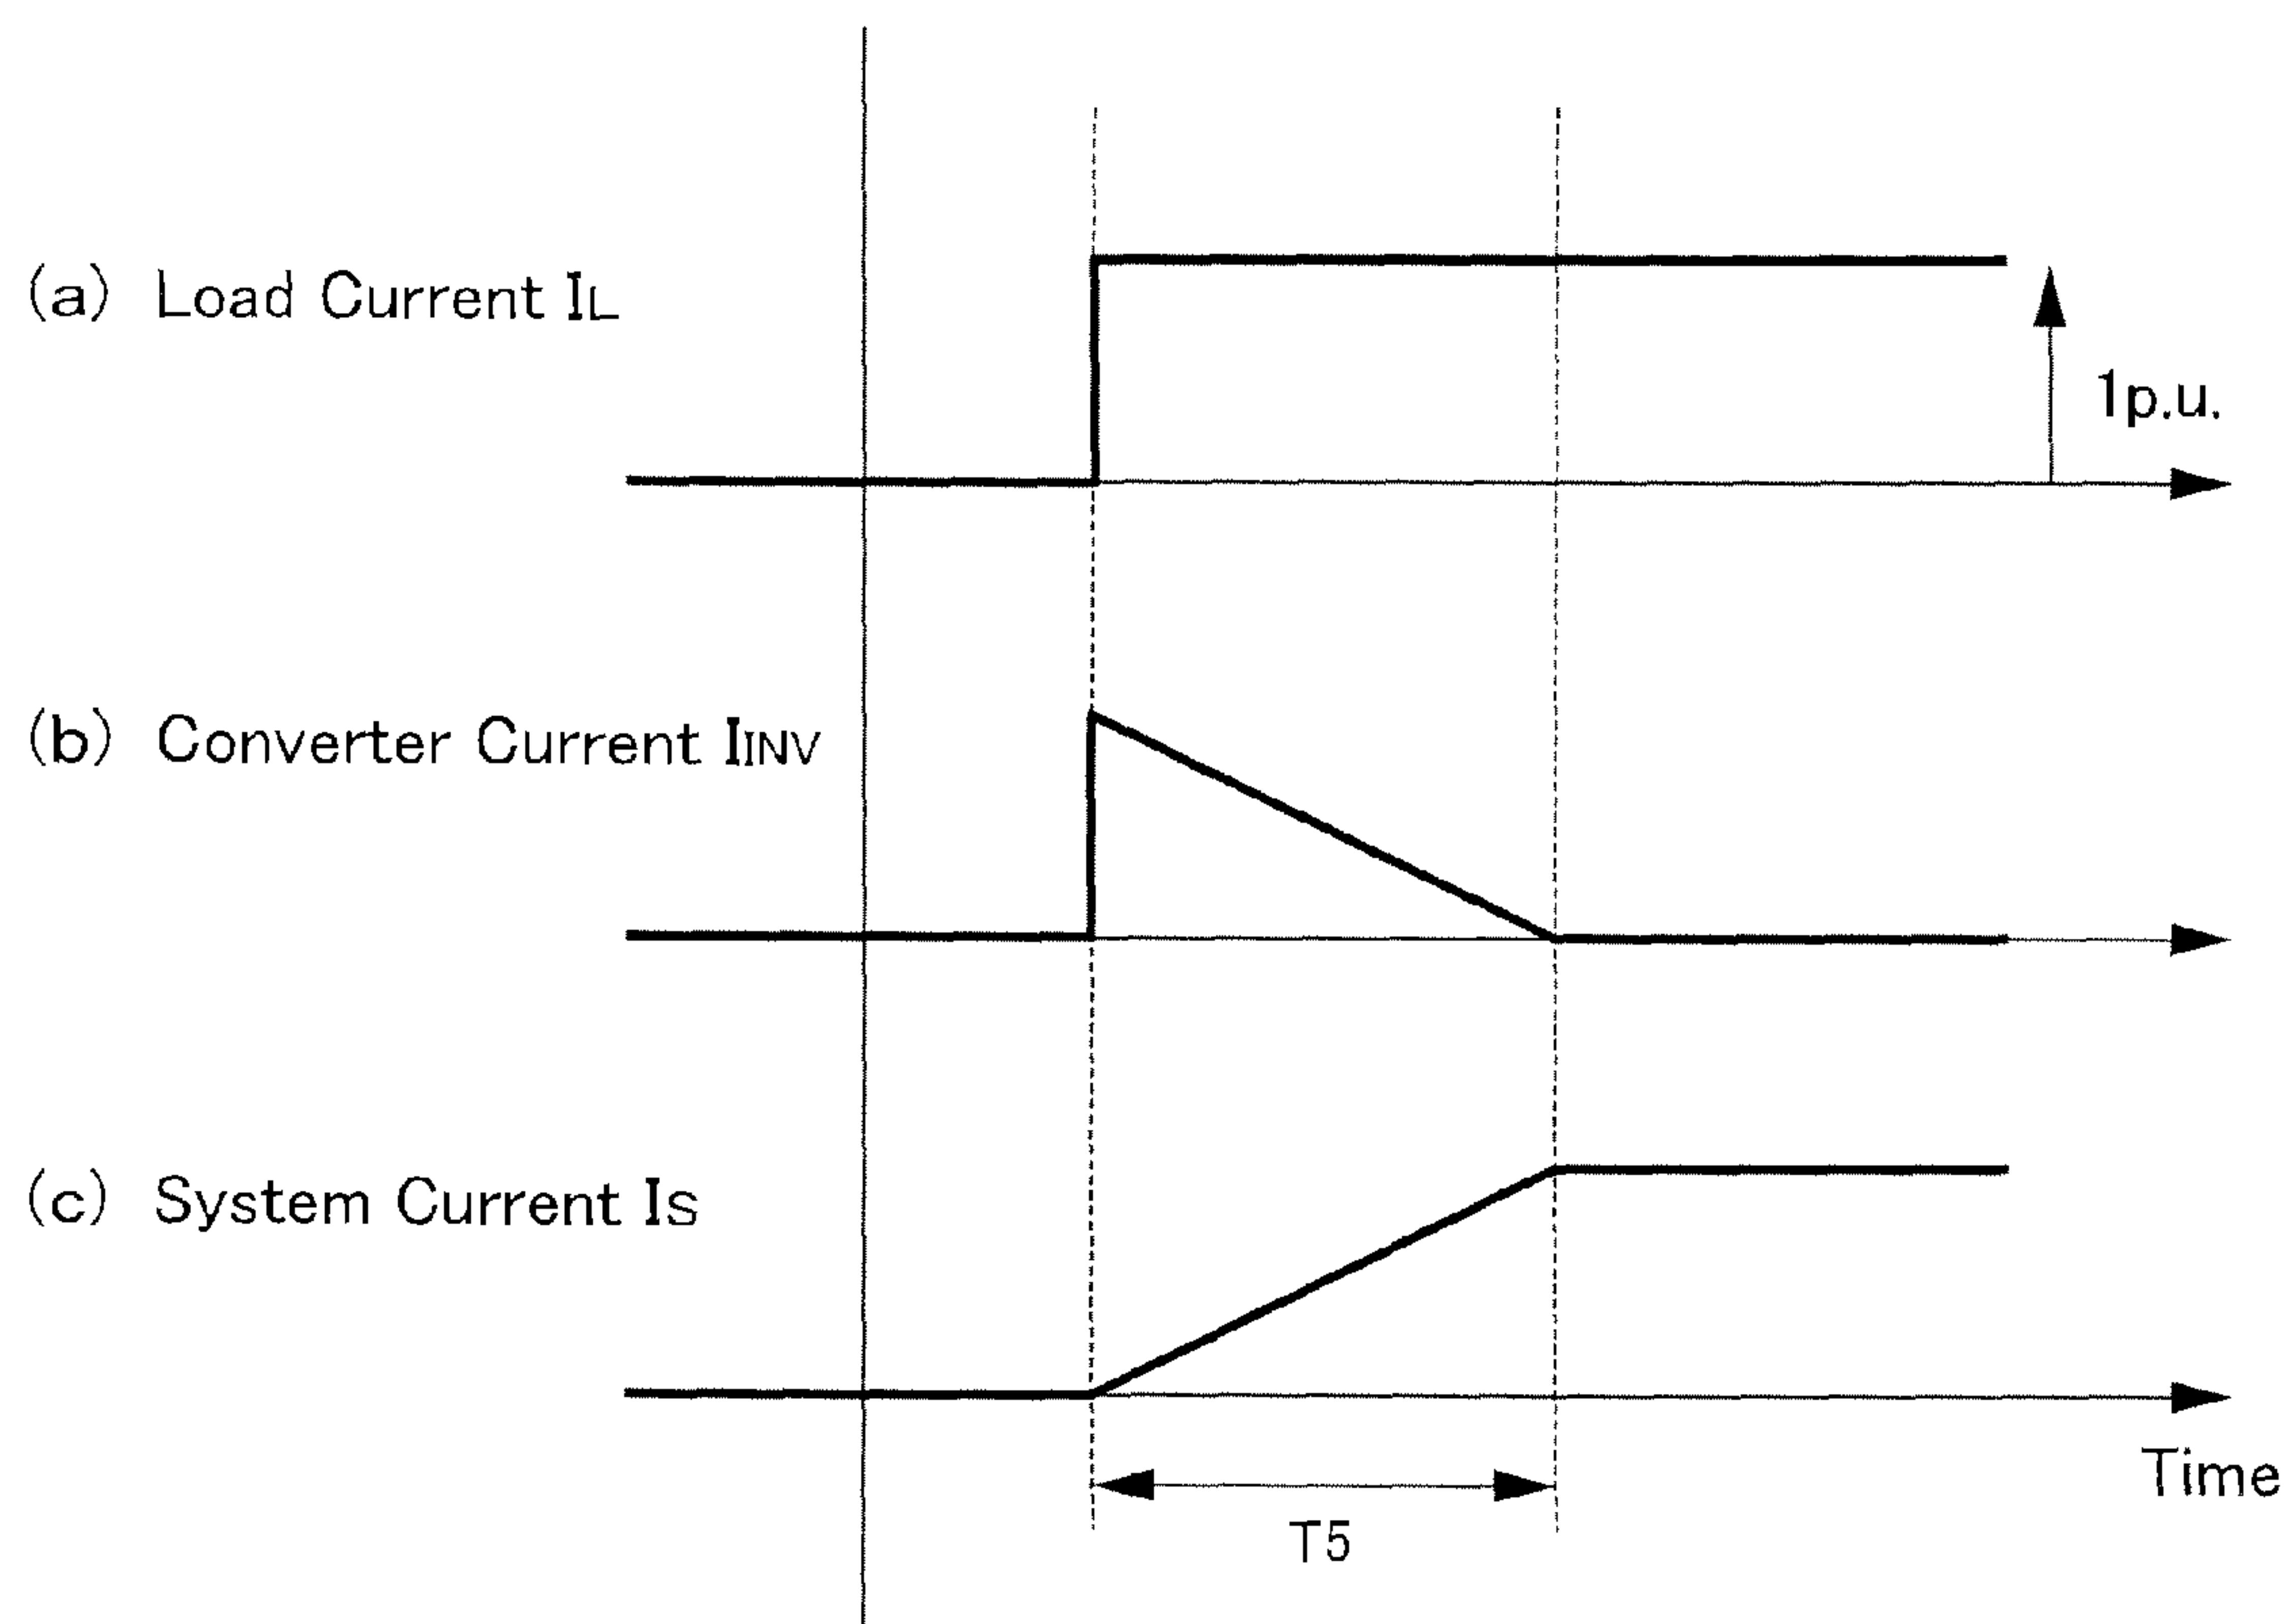 (a) Load Current IL
1p.u.
(b) Converter Current IINV
(c) System Current IS
Time
T5